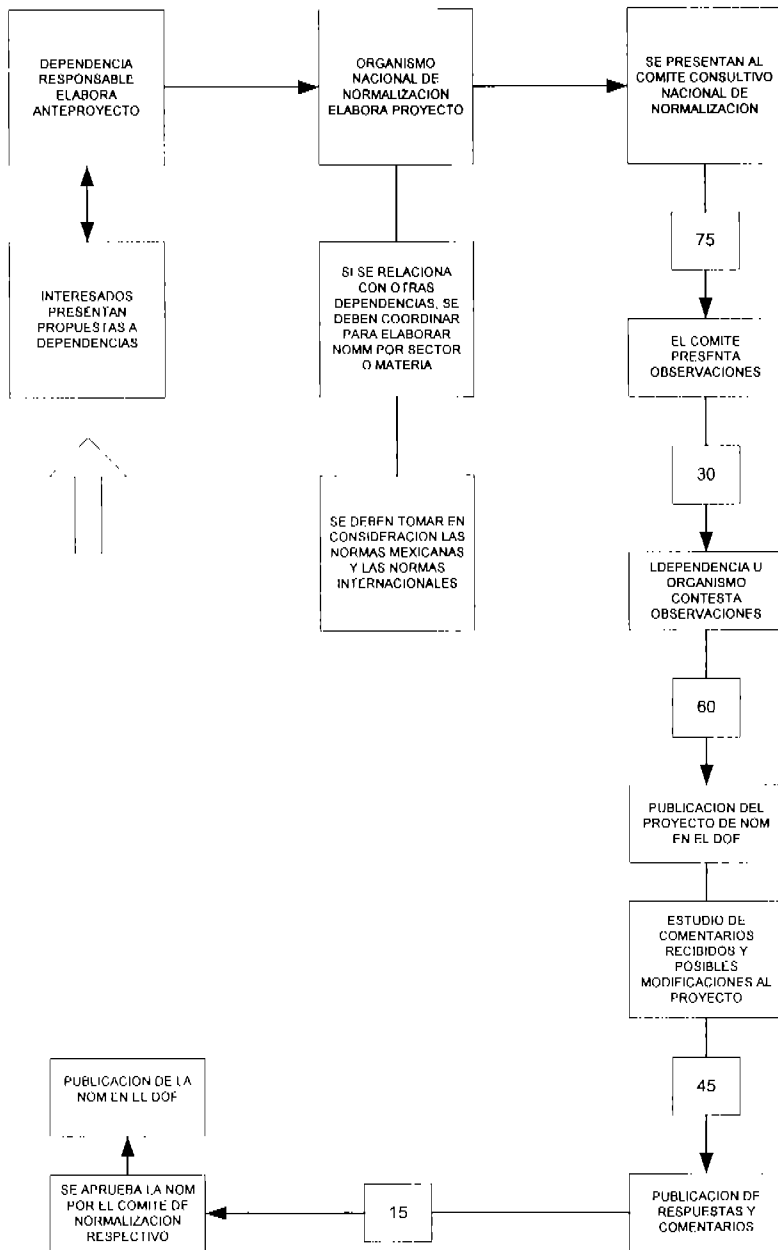 DEPENDENCIA
RESPONSABLE
ELABORA
ANTEPROYECTO
ORGANISMO
NACIONAL DE
NORMALIZACION
ELABORA PROYECTO
SE PRESENTAN AL
COMITE CONSULTIVO
NACIONAL DE
NORMALIZACION
75
INTERESADOS
PRESENTAN
PROPUESTAS A
DEPENDENCIAS
SI SE RELACIONA
CON OTRAS
DEPENDENCIAS, SE
DEBEN COORDINAR
PARA ELABORAR
NOMM POR SECTOR
O MATERIA
EL COMITE
PRESENTA
OBSERVACIONES
30
SE DEBEN TOMAR EN
CONSIDERACION LAS
NORMAS MEXICANAS
Y LAS NORMAS
INTERNACIONALES
LDEPENDENCIA U
ORGANISMO
CONTESTA
OBSERVACIONES
60
PUBLICACION DEL
PROYECTO DE NOM
EN EL DOF
ESTUDIO DE
COMENTARIOS
RECIBIDOS Y
POSIBLES
MODIFICACIONES AL
PROYECTO
45
PUBLICACION DE
RESPUESTAS Y
COMENTARIOS
15
SE APRUEBA LA NOM
POR EL COMITE DE
NORMALIZACION
RESPECTIVO
PUBLICACION DE LA
NOM EN EL DOF